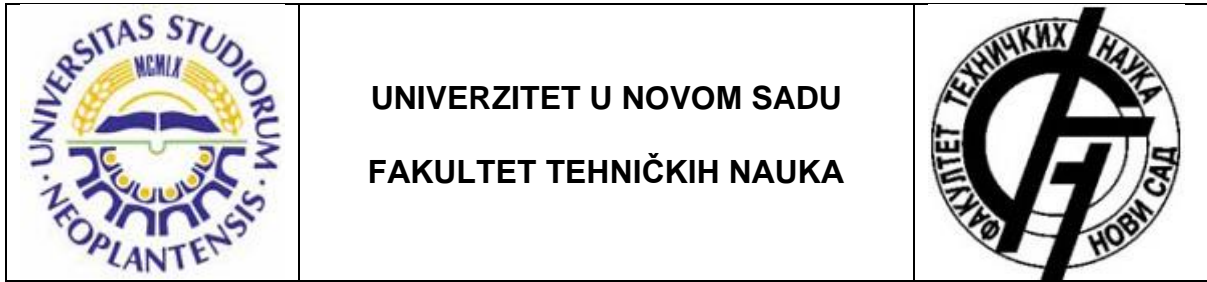 UNIVERSITAS STUDIORUM
NEOPLANTENSIS
MCMLX
UNIVERZITET U NOVOM SADU
FAKULTET TEHNIČKIH NAUKA
ФАКУЛТЕТ ТЕХНИЧКИХ НАУКА
НОВИ САД